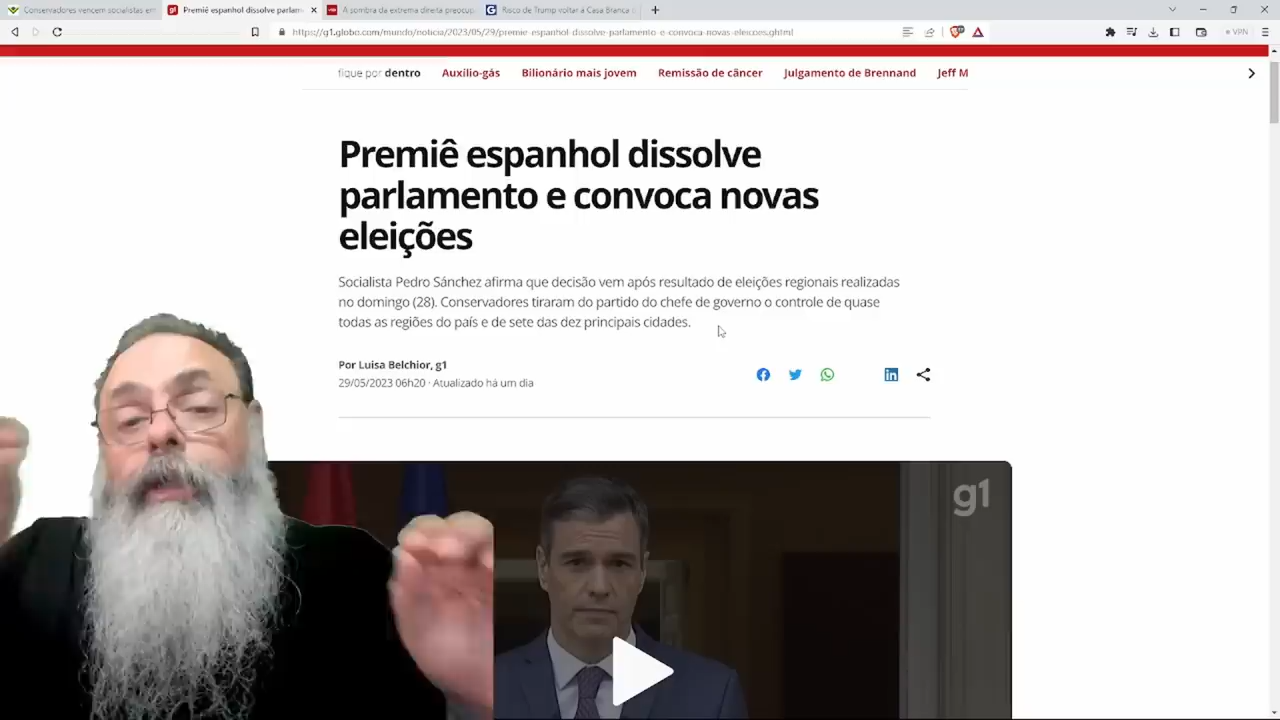 Conservadores vencem socialistas em
Premiê espanhol dissolve parlam
A sombra da extrema direita preocup
Risco de Trump voltar à Casa Branca
https://g1.globo.com/mundo/noticia/2023/05/29/premie-espanhol-dissolve-parlamento-e-convoca-novas-eleicoes.ghtml
VPN
fique por dentro Auxílio-gás Bilionário mais jovem Remissão de câncer Julgamento de Brennand Jeff M
Premiê espanhol dissolve
parlamento e convoca novas
eleições
Socialista Pedro Sánchez afirma que decisão vem após resultado de eleições regionais realizadas
no domingo (28). Conservadores tiraram do partido do chefe de governo o controle de quase
todas as regiões do país e de sete das dez principais cidades.
Por Luisa Belchior, g1
29/05/2023 06h20 · Atualizado há um dia
g1